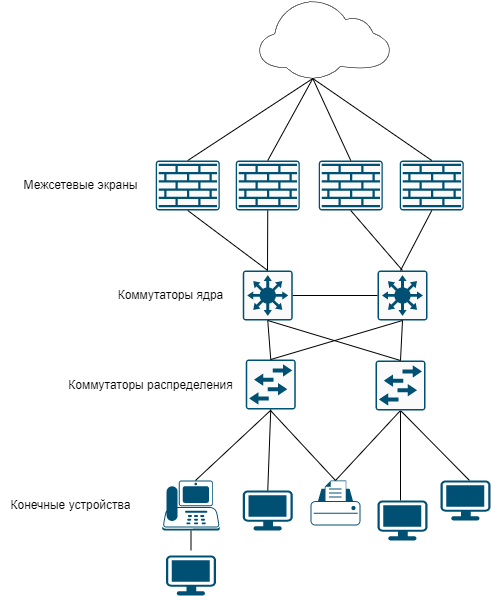 Межсетевые экраны
Коммутаторы ядра
Коммутаторы распределения
Конечные устройства